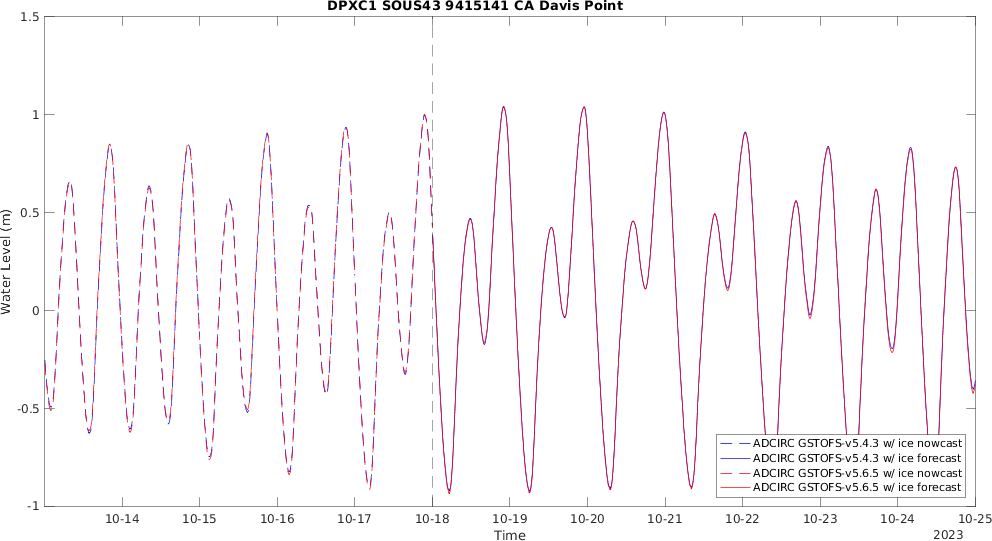 DPXC1 SOUS43 9415141 CA Davis Point
1.5
1
0.5
0
-0.5
-1
Water Level (m)
10-14 10-15 10-16 10-17 10-18 10-19 10-20 10-21 10-22 10-23 10-24 10-25
Time
2023
ADCIRC GSTOFS-v5.4.3 w/ ice nowcast
ADCIRC GSTOFS-v5.4.3 w/ ice forecast
ADCIRC GSTOFS-v5.6.5 w/ ice nowcast
ADCIRC GSTOFS-v5.6.5 w/ ice forecast